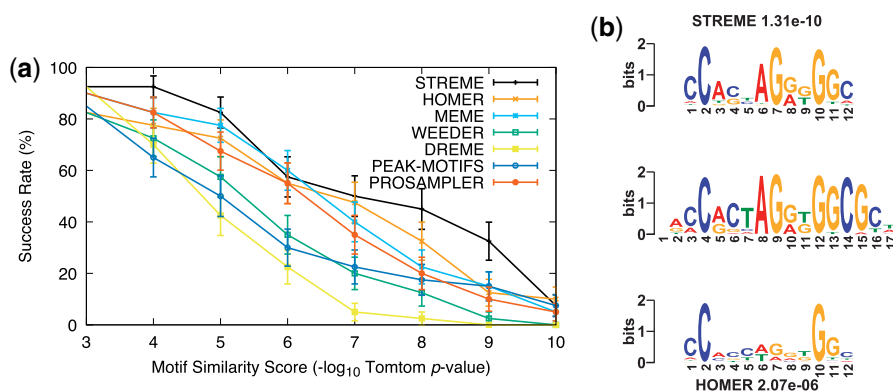 (a)
Success Rate (%)
100
80
60
40
20
0
3 4 5 6 7 8 9 10
Motif Similarity Score (-log10 Tomtom p-value)
STREME
HOMER
MEME
WEEDER
DREME
PEAK-MOTIFS
PROSAMPLER
(b)
STREME 1.31e-10
bits
2
1
0
1 2 3 4 5 6 7 8 9 10 11 12
bits
2
1
0
1 2 3 4 5 6 7 8 9 10 11 12 13 14 15 16 17
bits
2
1
0
1 2 3 4 5 6 7 8 9 10 11 12
HOMER 2.07e-06